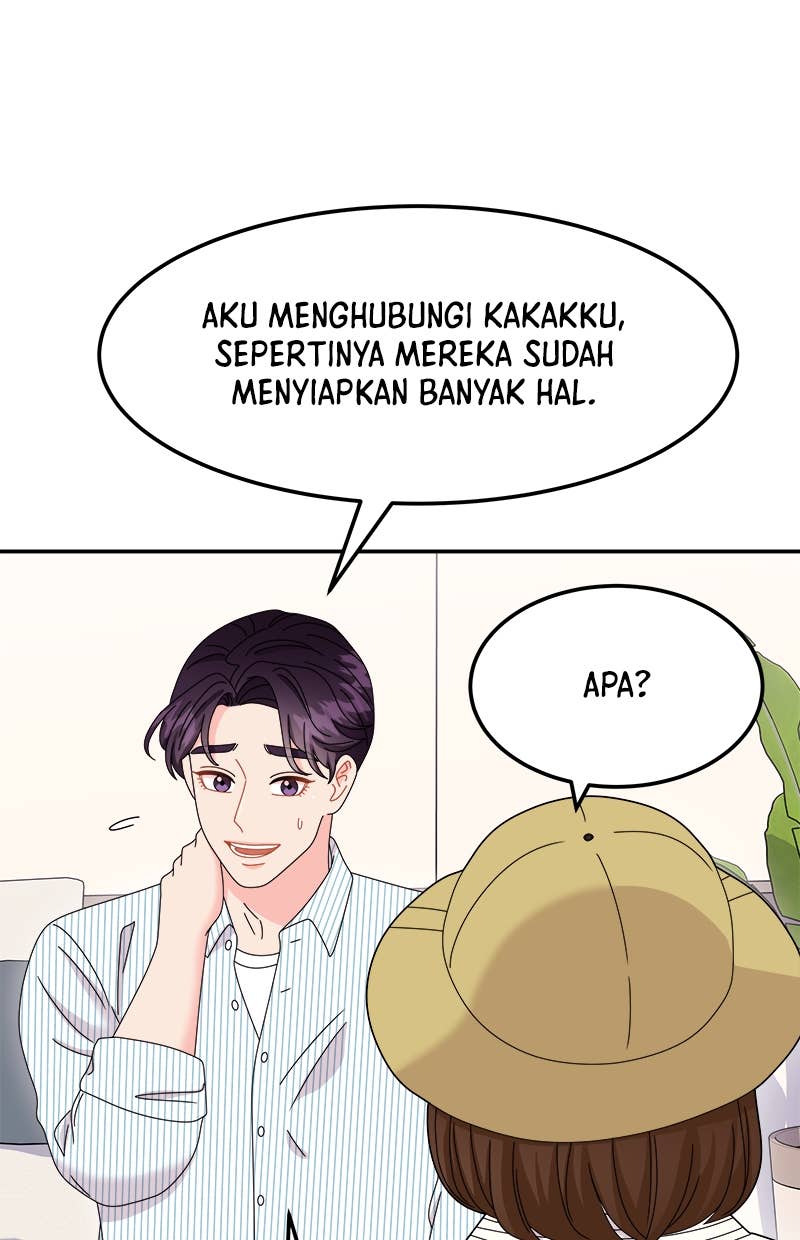 AKU MENGHUBUNGI KAKAKKU,
SEPERTINYA MEREKA SUDAH
MENYIAPKAN BANYAK HAL.
APA?